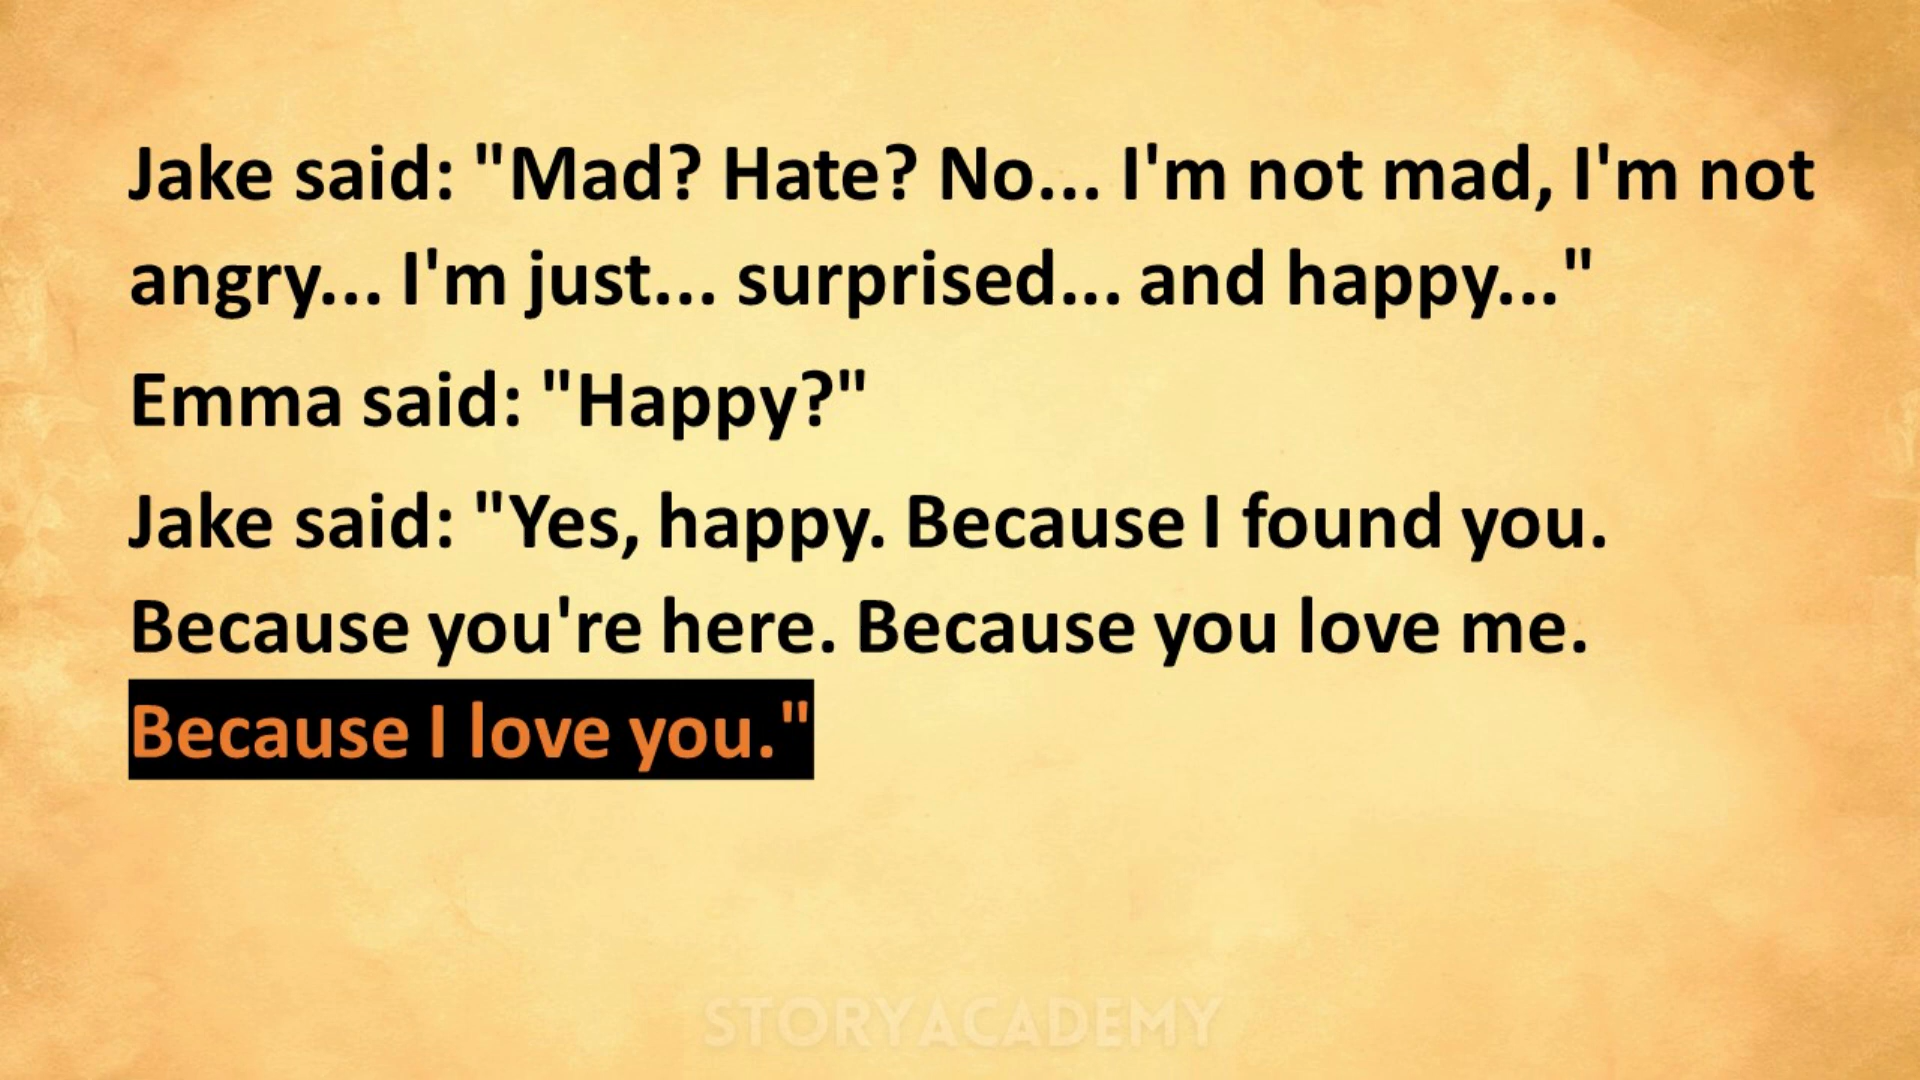 Jake said: "Mad? Hate? No... I'm not mad, I'm not
angry... I'm just... surprised... and happy..."
Emma said: "Happy?"
Jake said: "Yes, happy. Because I found you.
Because you're here. Because you love me.
Because I love you."
STORYACADEMY